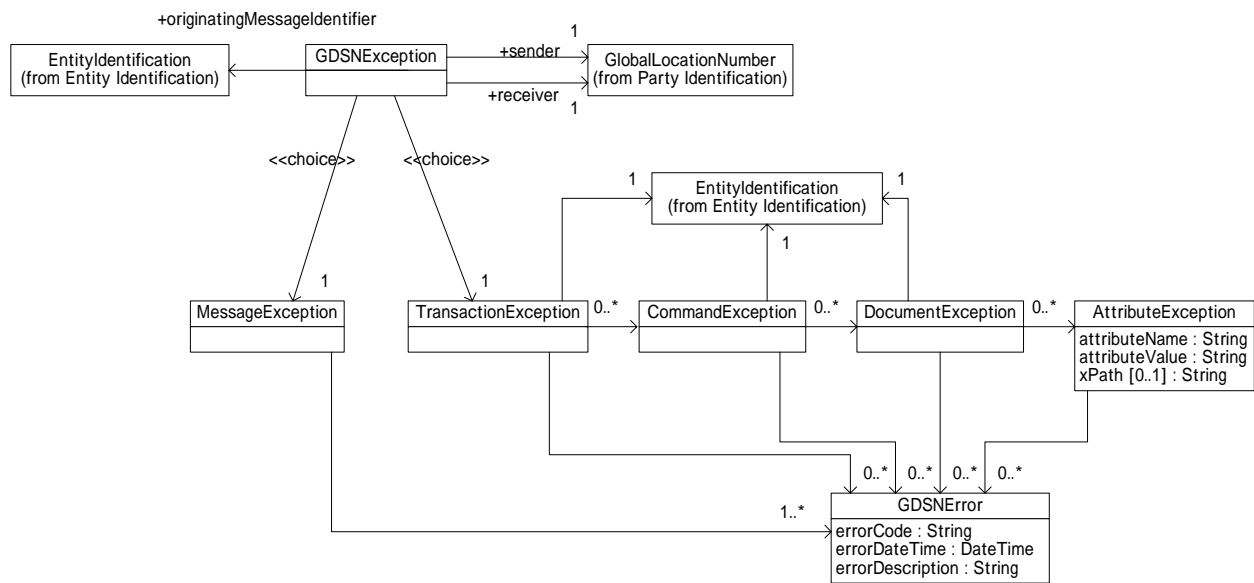 +originatingMessageIdentifier
1
EntityIdentification
(from Entity Identification)
GDSNException
+sender
GlobalLocationNumber
(from Party Identification)
+receiver
1
<<choice>>
<<choice>>
1
EntityIdentification
(from Entity Identification)
1
1
1
1
MessageException
TransactionException
0..*
CommandException
0..*
DocumentException
0..*
AttributeException
attributeName : String
attributeValue : String
xPath [0..1] : String
0..*
0..*
0..*
0..*
1..*
GDSNError
errorCode : String
errorDateTime : DateTime
errorDescription : String